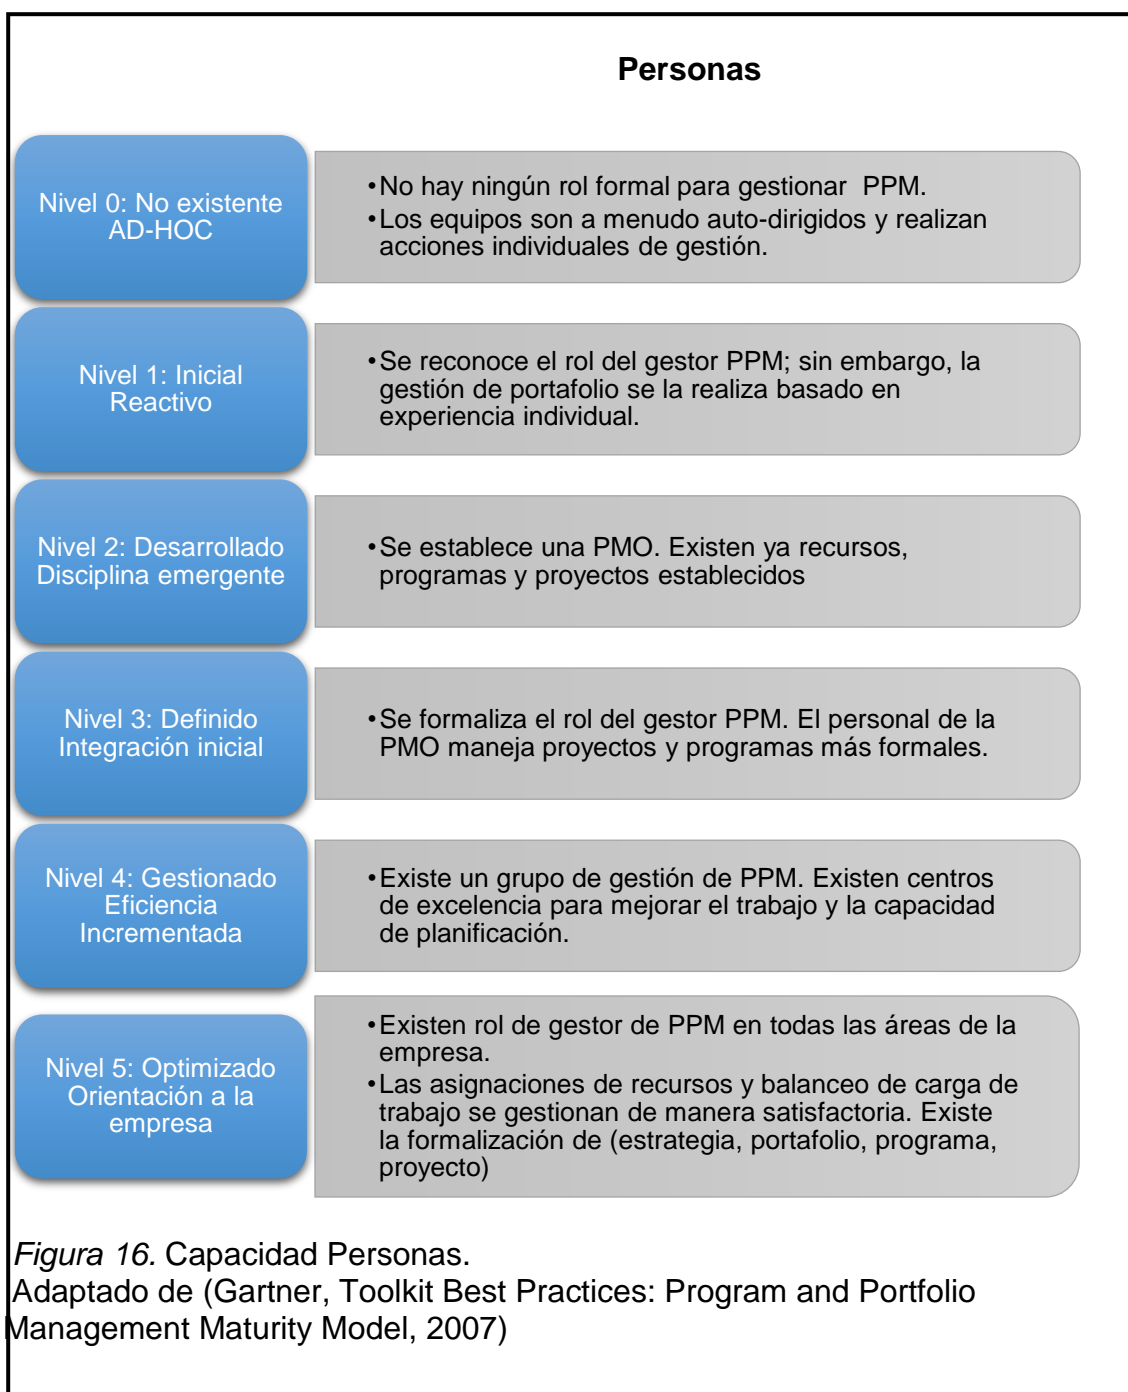 Personas
Nivel 0: No existente
AD-HOC
•No hay ningún rol formal para gestionar PPM.
•Los equipos son a menudo auto-dirigidos y realizan
acciones individuales de gestión.
Nivel 1: Inicial
Reactivo
•Se reconoce el rol del gestor PPM; sin embargo, la
gestión de portafolio se la realiza basado en
experiencia individual.
Nivel 2: Desarrollado
Disciplina emergente
•Se establece una PMO. Existen ya recursos,
programas y proyectos establecidos
Nivel 3: Definido
Integración inicial
•Se formaliza el rol del gestor PPM. El personal de la
PMO maneja proyectos y programas más formales.
Nivel 4: Gestionado
Eficiencia
Incrementada
•Existe un grupo de gestión de PPM. Existen centros
de excelencia para mejorar el trabajo y la capacidad
de planificación.
Nivel 5: Optimizado
Orientación a la
empresa
•Existen rol de gestor de PPM en todas las áreas de la
empresa.
•Las asignaciones de recursos y balanceo de carga de
trabajo se gestionan de manera satisfactoria. Existe
la formalización de (estrategia, portafolio, programa,
proyecto)
Figura 16. Capacidad Personas.
Adaptado de (Gartner, Toolkit Best Practices: Program and Portfolio
Management Maturity Model, 2007)